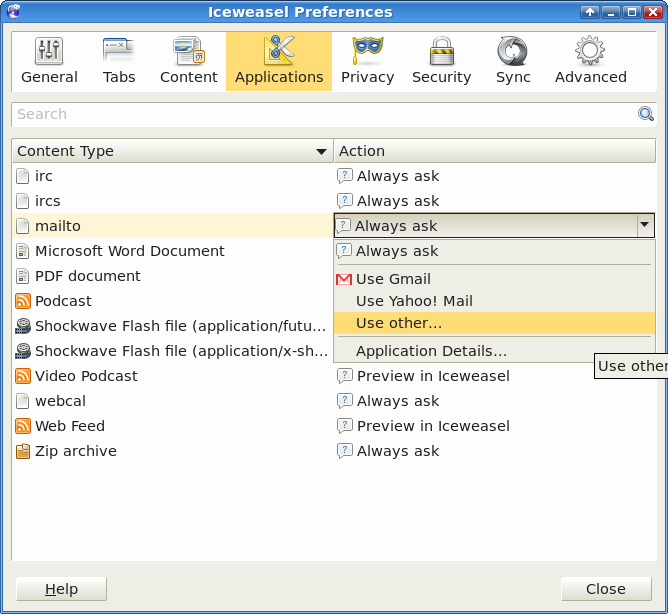 Iceweasel Preferences
General Tabs Content Applications Privacy Security Sync Advanced
Search
Content Type Action
irc Always ask
ircs Always ask
mailto Always ask
Microsoft Word Document Always ask
PDF document Use Gmail
Podcast Use Yahoo! Mail
Shockwave Flash file (application/futu... Use other...
Shockwave Flash file (application/x-sh... Application Details...
Use other
Video Podcast Preview in Iceweasel
webcal Always ask
Web Feed Preview in Iceweasel
Zip archive Always ask
Help Close